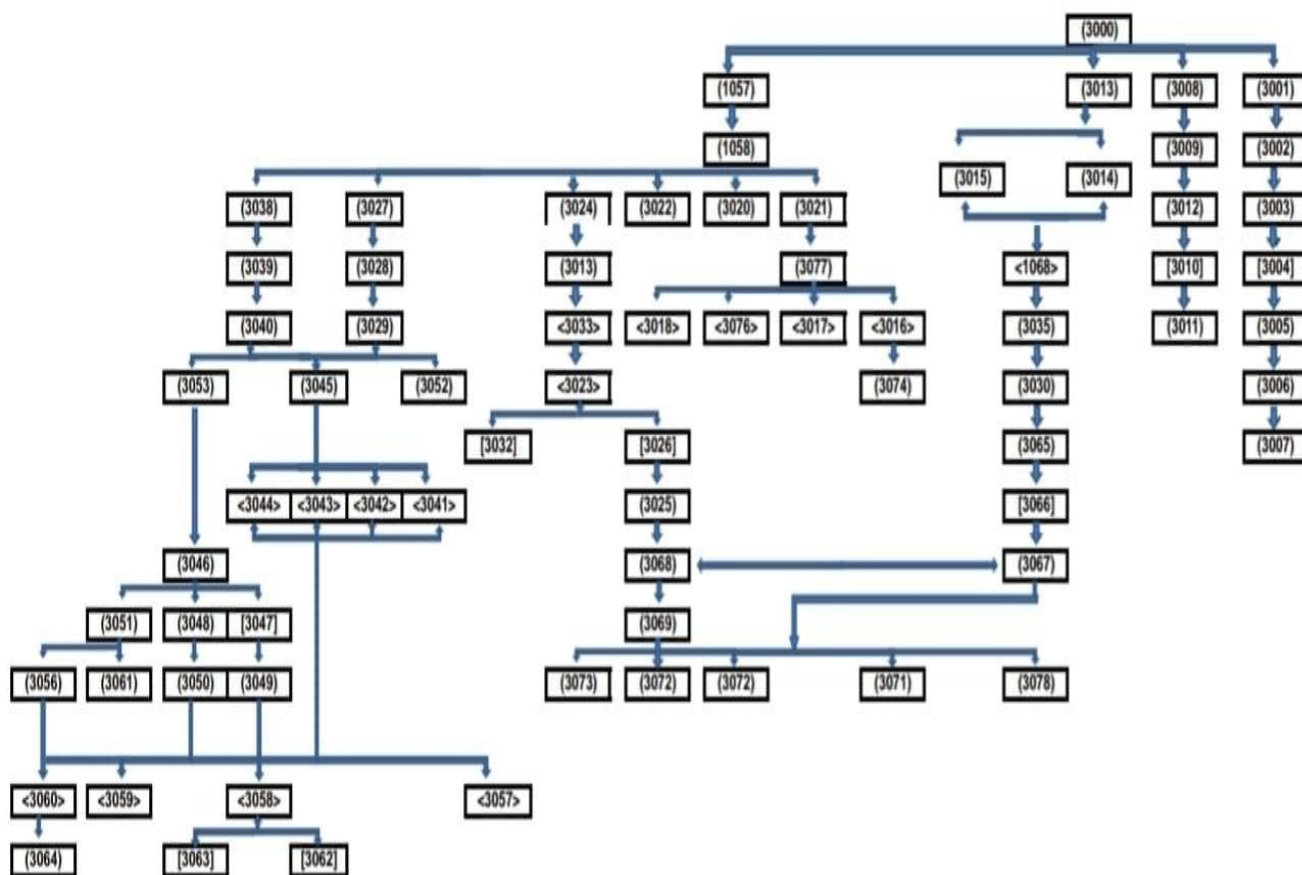 (3000)
(1057) (3013) (3008) (3001)
(1058) (3009) (3002)
(3015) (3014)
(3038) (3027) (3024) (3022) (3020) (3021) (3012) (3003)
(3039) (3028) (3013) (3077) <1068> [3010] [3004]
(3040) (3029) <3033> <3018> <3076> <3017> <3016> (3035) (3011) (3005)
(3053) (3045) (3052) <3023> (3074) (3030) (3006)
[3032] [3026] (3065) (3007)
<3044> <3043> <3042> <3041> (3025) [3066]
(3046) (3068) (3067)
(3051) (3048) [3047] (3069)
(3056) (3061) (3050) (3049) (3073) (3072) (3072) (3071) (3078)
<3060> <3059> <3058> <3057>
(3064) [3063] [3062]